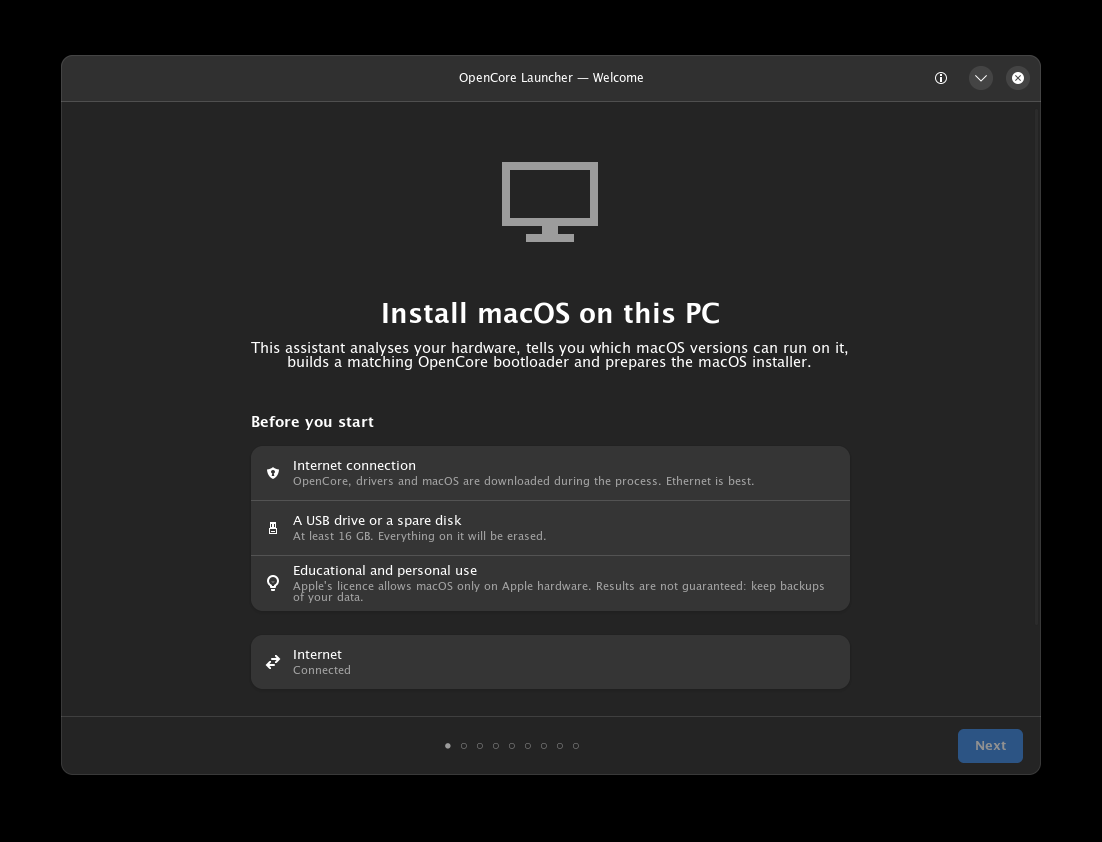 OpenCore Launcher — Welcome
Install macOS on this PC
This assistant analyses your hardware, tells you which macOS versions can run on it,
builds a matching OpenCore bootloader and prepares the macOS installer.
Before you start
Internet connection
OpenCore, drivers and macOS are downloaded during the process. Ethernet is best.
A USB drive or a spare disk
At least 16 GB. Everything on it will be erased.
Educational and personal use
Apple's licence allows macOS only on Apple hardware. Results are not guaranteed: keep backups
of your data.
Internet
Connected
Next